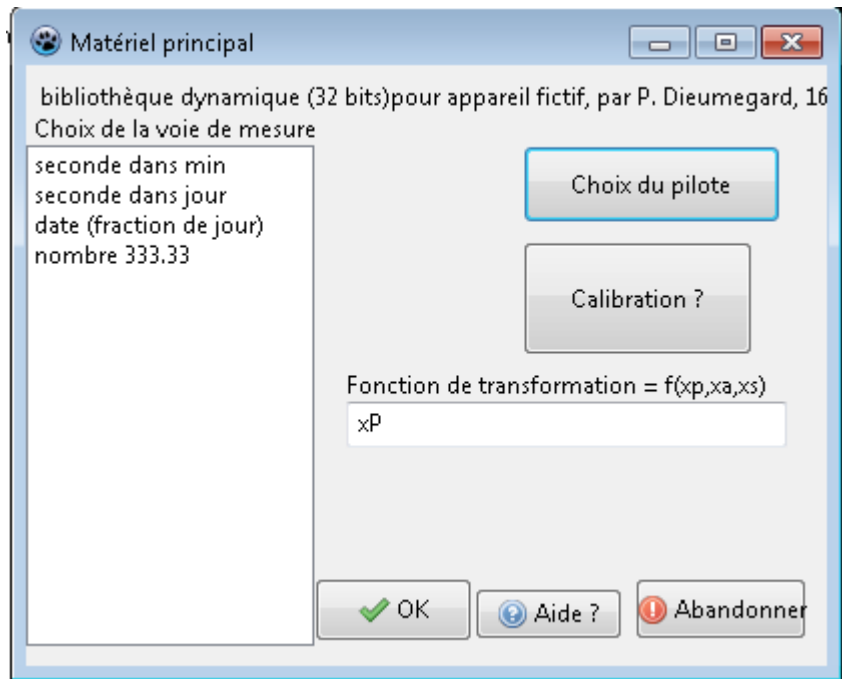 Matériel principal
bibliothèque dynamique (32 bits)pour appareil fictif, par P. Dieumegard, 16
Choix de la voie de mesure
seconde dans min
seconde dans jour
date (fraction de jour)
nombre 333.33
Choix du pilote
Calibration ?
Fonction de transformation = f(xp,xa,xs)
xP
OK
Aide ?
Abandonner